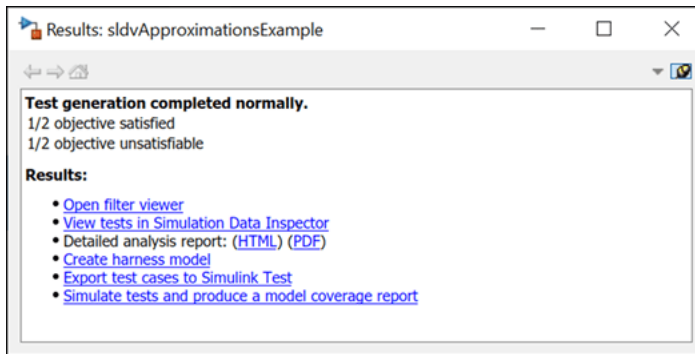 Results: sldvApproximationsExample
Test generation completed normally.
1/2 objective satisfied
1/2 objective unsatisfiable
Results:
• Open filter viewer
• View tests in Simulation Data Inspector
• Detailed analysis report: (HTML) (PDF)
• Create harness model
• Export test cases to Simulink Test
• Simulate tests and produce a model coverage report